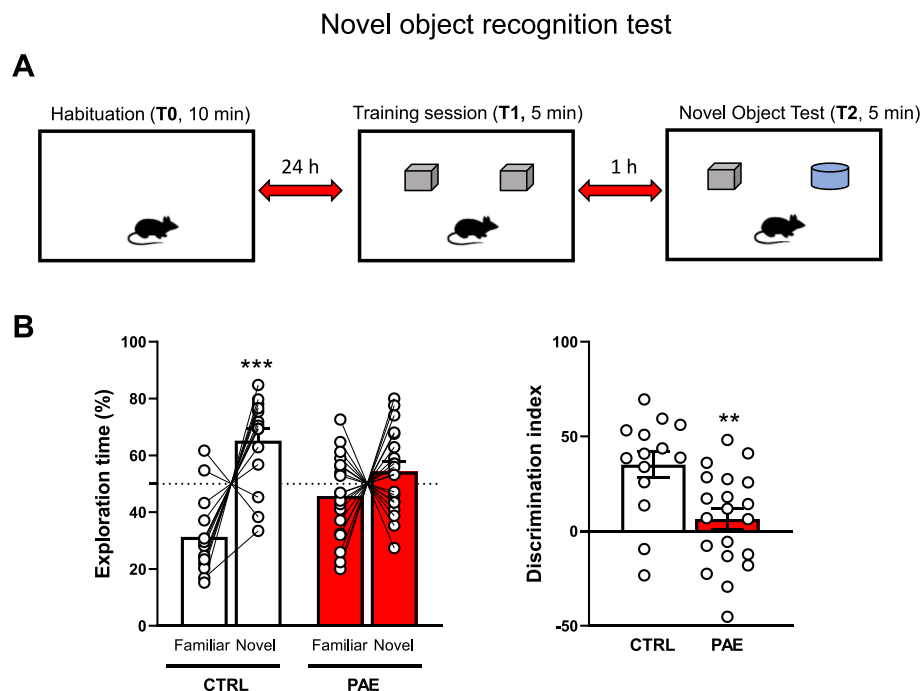 Novel object recognition test
A
Habituation (T0, 10 min)
Training session (T1, 5 min)
Novel Object Test (T2, 5 min)
24 h
1 h
B
Exploration time (%)
100
80
60
40
20
0
***
Familiar Novel
Familiar Novel
CTRL
PAE
Discrimination index
100
50
0
-50
**
CTRL
PAE